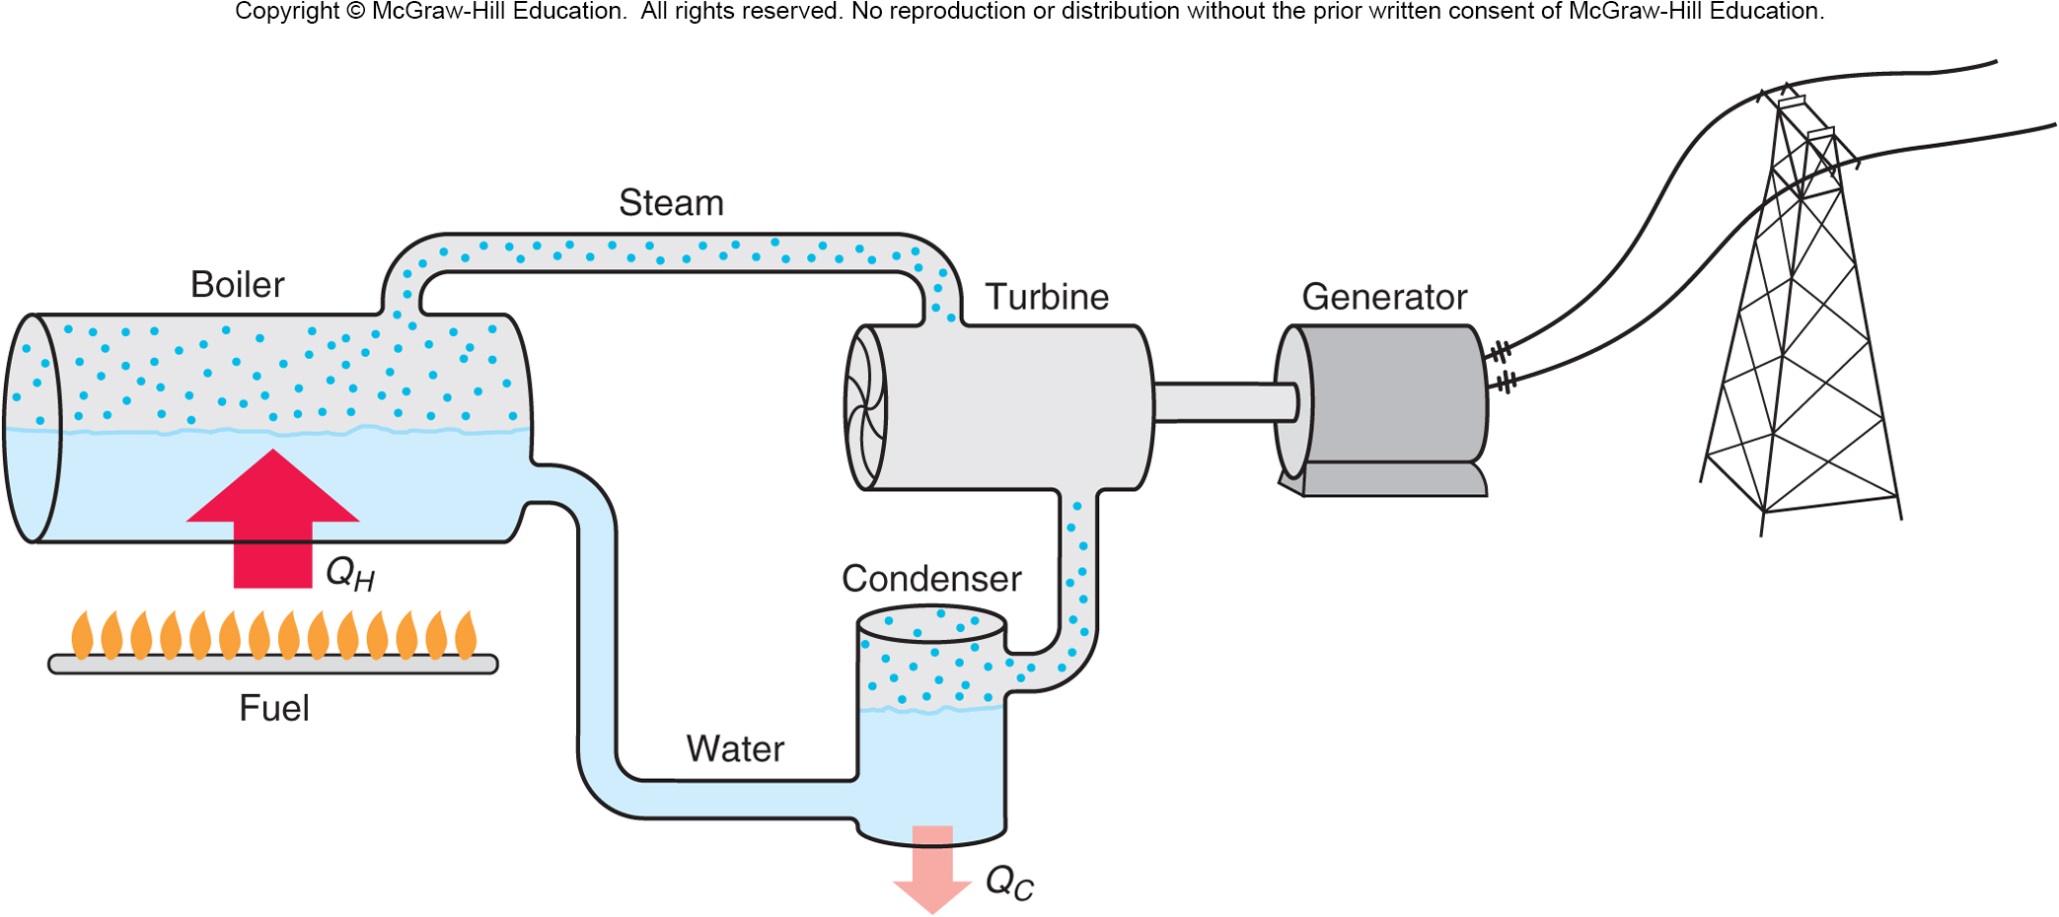 Copyright © McGraw-Hill Education.  All rights reserved. No reproduction or distribution without the prior written consent of McGraw-Hill Education.
Steam
Boiler
Turbine
Generator
Q_H
Condenser
Fuel
Water
Q_C